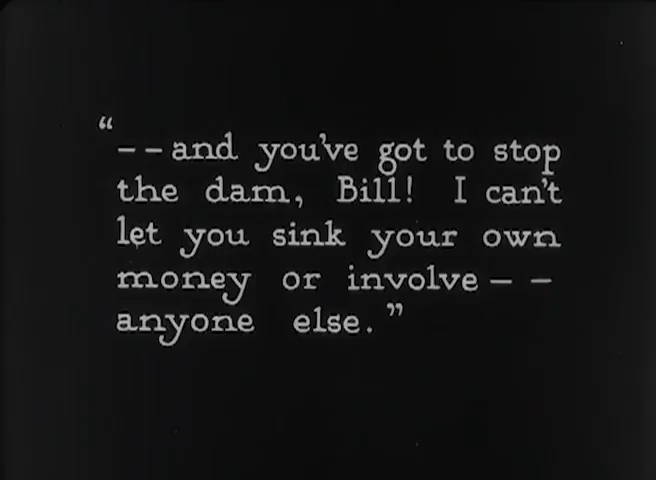 “--and you've got to stop
the dam, Bill! I can't
let you sink your own
money or involve--
anyone else.”